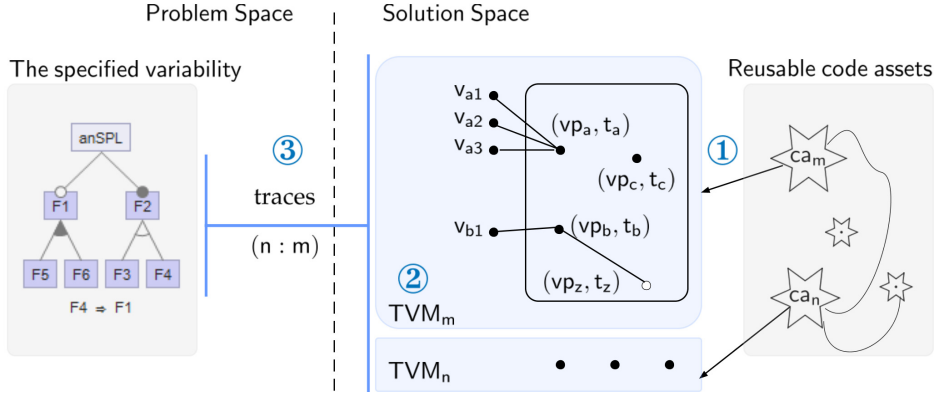 Problem Space
Solution Space
The specified variability
Reusable code assets
anSPL
F1 F2
F5 F6 F3 F4
F4 ⇒ F1
③
traces
(n : m)
v_a1
v_a2
v_a3
(vp_a, t_a)
(vp_c, t_c)
v_b1
(vp_b, t_b)
(vp_z, t_z)
②
TVM_m
TVM_n
①
ca_m
ca_n